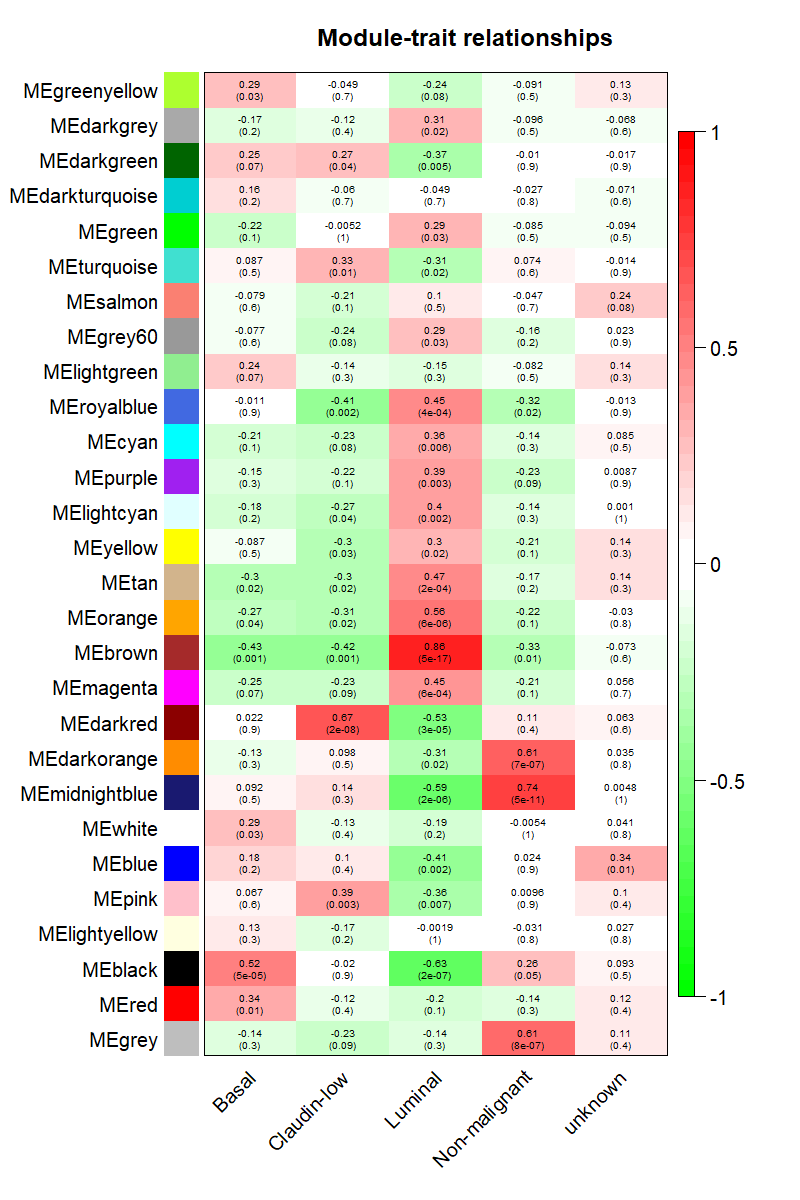 Module-trait relationships
MEgreenyellow 0.29 -0.049 -0.24 -0.091 0.13
(0.03) (0.7) (0.08) (0.5) (0.3)
MEdarkgrey -0.17 -0.12 0.31 -0.096 -0.068
(0.2) (0.4) (0.02) (0.5) (0.6)
MEdarkgreen 0.25 0.27 -0.37 -0.01 -0.017
(0.07) (0.04) (0.005) (0.9) (0.9)
MEdarkturquoise 0.16 -0.06 -0.049 -0.027 -0.071
(0.2) (0.7) (0.7) (0.8) (0.6)
MEgreen -0.22 -0.0052 0.29 -0.085 -0.094
(0.1) (1) (0.03) (0.5) (0.5)
MEturquoise 0.087 0.33 -0.31 0.074 -0.014
(0.5) (0.01) (0.02) (0.6) (0.9)
MEsalmon -0.079 -0.21 0.1 -0.047 0.24
(0.6) (0.1) (0.5) (0.7) (0.08)
MEgrey60 -0.077 -0.24 0.29 -0.16 0.023
(0.6) (0.08) (0.03) (0.2) (0.9)
MElightgreen 0.24 -0.14 -0.15 -0.082 0.14
(0.07) (0.3) (0.3) (0.5) (0.3)
MEroyalblue -0.011 -0.41 0.45 -0.32 -0.013
(0.9) (0.002) (4e-04) (0.02) (0.9)
MEcyan -0.21 -0.23 0.36 -0.14 0.085
(0.1) (0.08) (0.006) (0.3) (0.5)
MEpurple -0.15 -0.22 0.39 -0.23 0.0087
(0.3) (0.1) (0.003) (0.09) (0.9)
MElightcyan -0.18 -0.27 0.4 -0.14 0.001
(0.2) (0.04) (0.002) (0.3) (1)
MEyellow -0.087 -0.3 0.3 -0.21 0.14
(0.5) (0.03) (0.02) (0.1) (0.3)
MEtan -0.3 -0.3 0.47 -0.17 0.14
(0.02) (0.02) (2e-04) (0.2) (0.3)
MEorange -0.27 -0.31 0.56 -0.22 -0.03
(0.04) (0.02) (6e-06) (0.1) (0.8)
MEbrown -0.43 -0.42 0.86 -0.33 -0.073
(0.001) (0.001) (5e-17) (0.01) (0.6)
MEmagenta -0.25 -0.23 0.45 -0.21 0.056
(0.07) (0.09) (6e-04) (0.1) (0.7)
MEdarkred 0.022 0.67 -0.53 0.11 0.063
(0.9) (2e-08) (3e-05) (0.4) (0.6)
MEdarkorange -0.13 0.098 -0.31 0.61 0.035
(0.3) (0.5) (0.02) (7e-07) (0.8)
MEmidnightblue 0.092 0.14 -0.59 0.74 0.0048
(0.5) (0.3) (2e-06) (5e-11) (1)
MEwhite 0.29 -0.13 -0.19 -0.0054 0.041
(0.03) (0.4) (0.2) (1) (0.8)
MEblue 0.18 0.1 -0.41 0.024 0.34
(0.2) (0.4) (0.002) (0.9) (0.01)
MEpink 0.067 0.39 -0.36 0.0096 0.1
(0.6) (0.003) (0.007) (0.9) (0.4)
MElightyellow 0.13 -0.17 -0.0019 -0.031 0.027
(0.3) (0.2) (1) (0.8) (0.8)
MEblack 0.52 -0.02 -0.63 0.26 0.093
(5e-05) (0.9) (2e-07) (0.05) (0.5)
MEred 0.34 -0.12 -0.2 -0.14 0.12
(0.01) (0.4) (0.1) (0.3) (0.4)
MEgrey -0.14 -0.23 -0.14 0.61 0.11
(0.3) (0.09) (0.3) (8e-07) (0.4)
Basal Claudin-low Luminal Non-malignant unknown
1
0.5
0
-0.5
-1